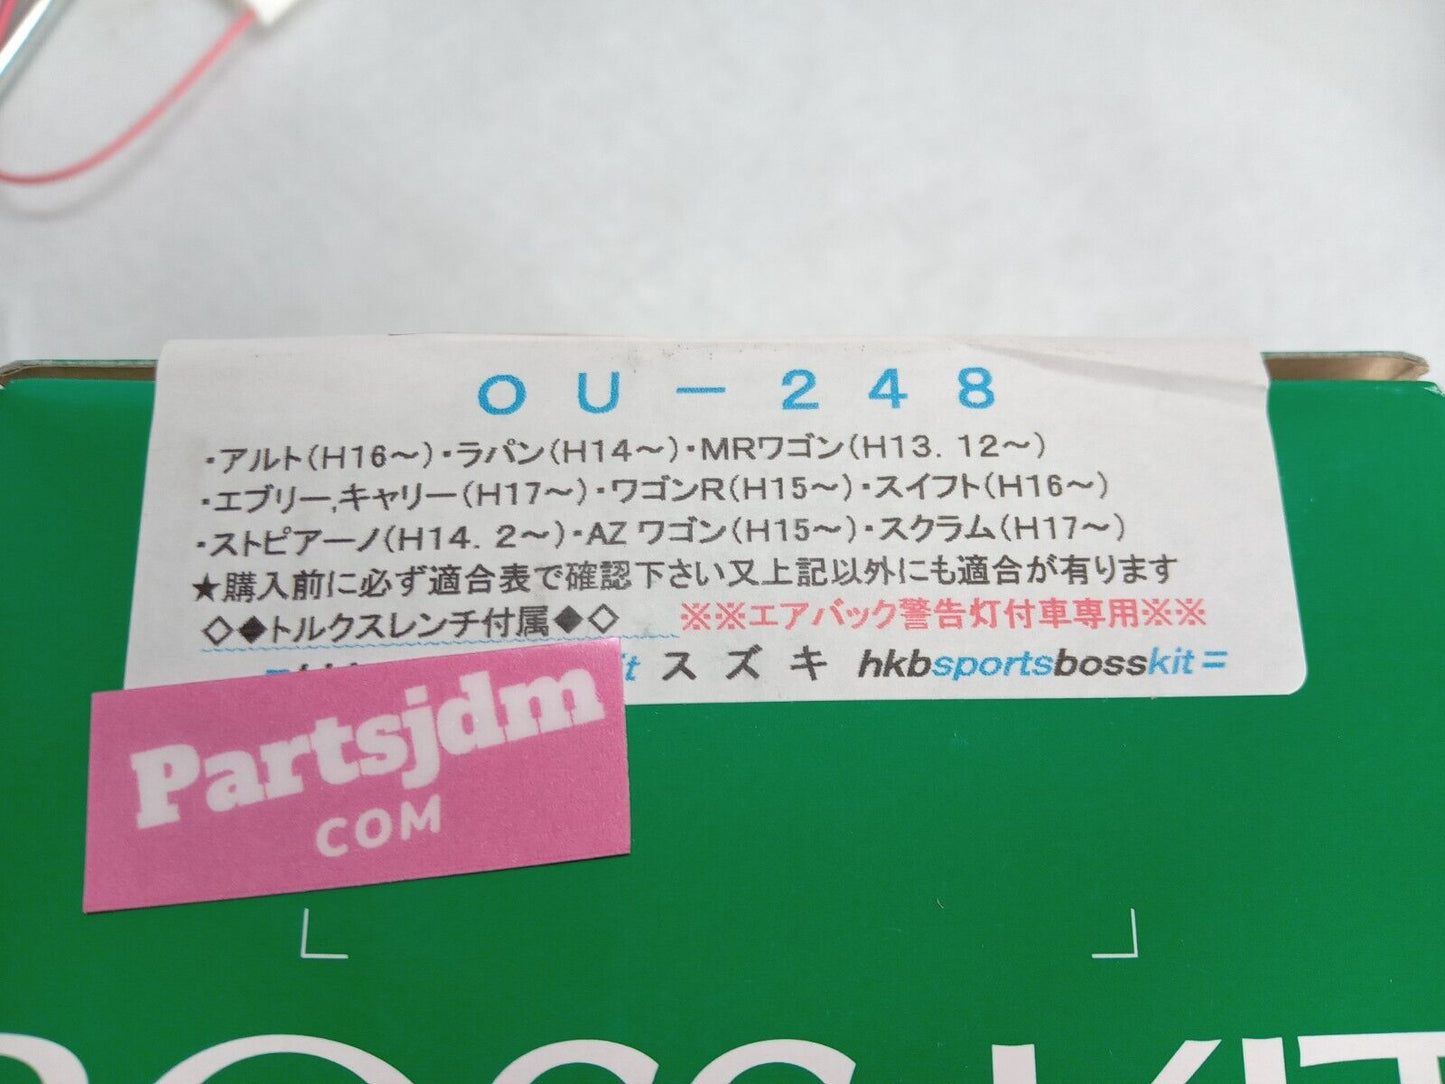 OU－248
・アルト(H16～)・ラパン(H14～)・MRワゴン(H13. 12～)
・エブリー,キャリー(H17～)・ワゴンR(H15～)・スイフト(H16～)
・ストピアーノ(H14. 2～)・AZワゴン(H15～)・スクラム(H17～)
★購入前に必ず適合表で確認下さい又上記以外にも適合が有ります
◇◆トルクスレンチ付属◆◇ ※※エアバック警告灯付車専用※※
スズキ hkbsportsbosskit=
Partsjdm
COM
BOSS KIT